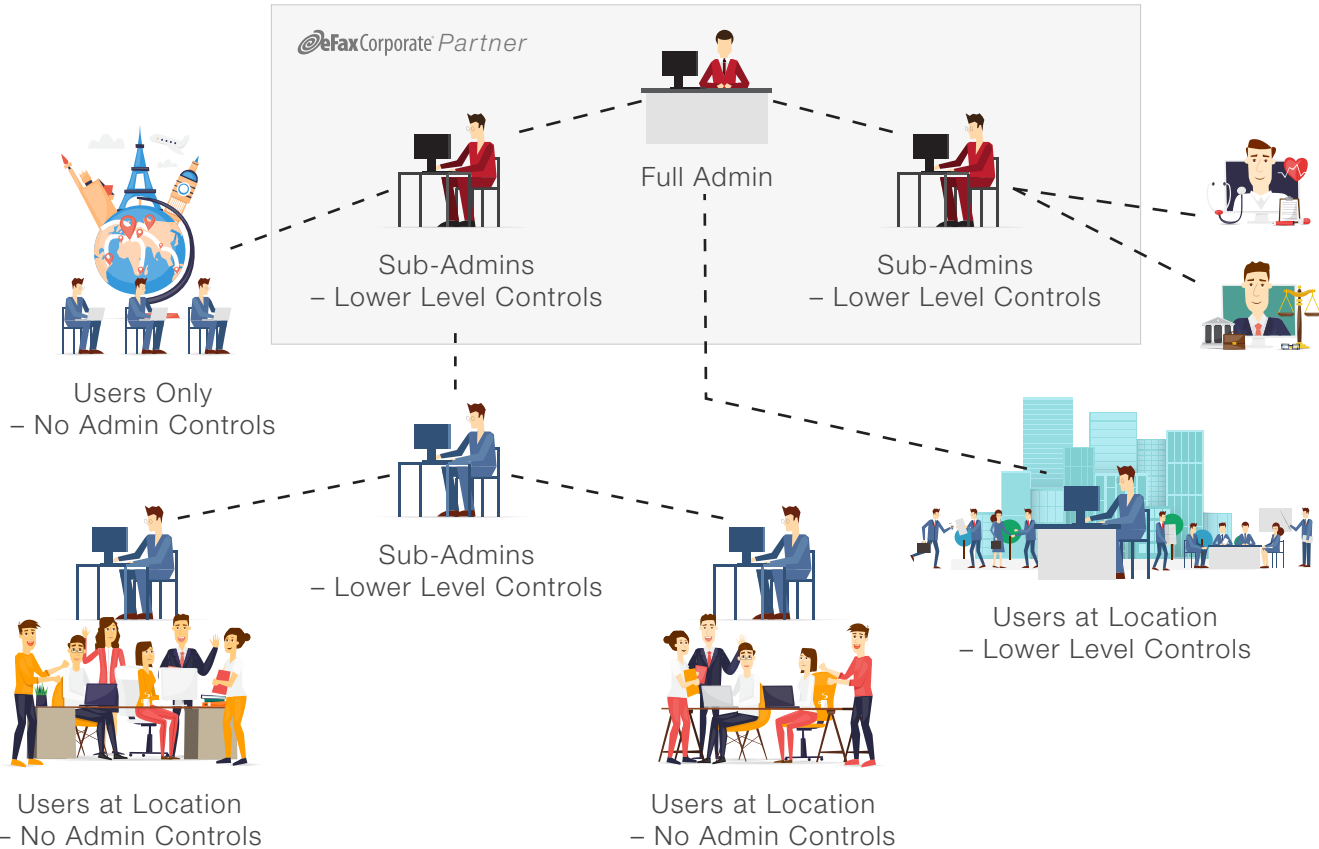 eFax Corporate Partner
Full Admin
Sub-Admins
– Lower Level Controls
Sub-Admins
– Lower Level Controls
Users Only
– No Admin Controls
Sub-Admins
– Lower Level Controls
Users at Location
– Lower Level Controls
Users at Location
– No Admin Controls
Users at Location
– No Admin Controls